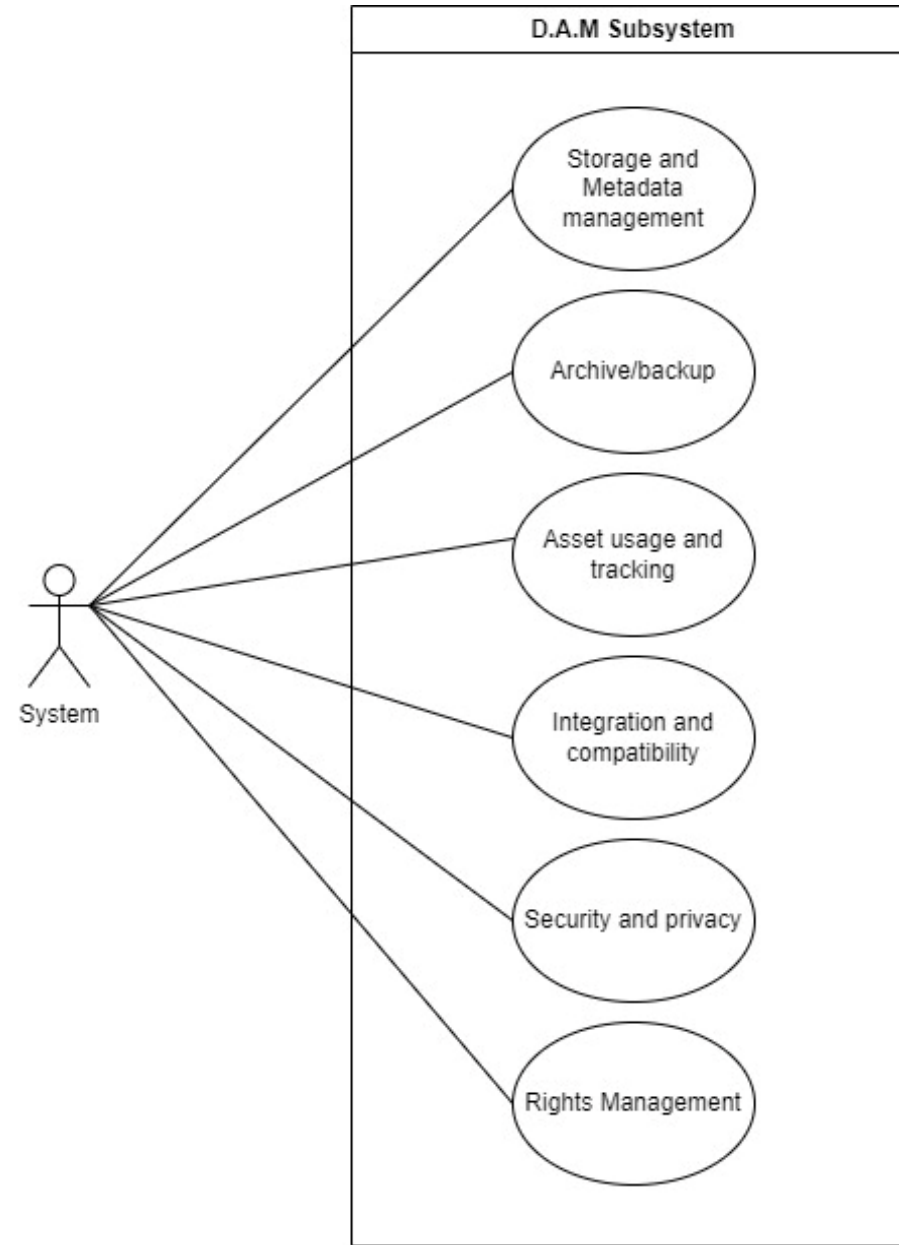 D.A.M Subsystem
Storage and
Metadata
management
Archive/backup
Asset usage and
tracking
Integration and
compatibility
System
Security and privacy
Rights Management